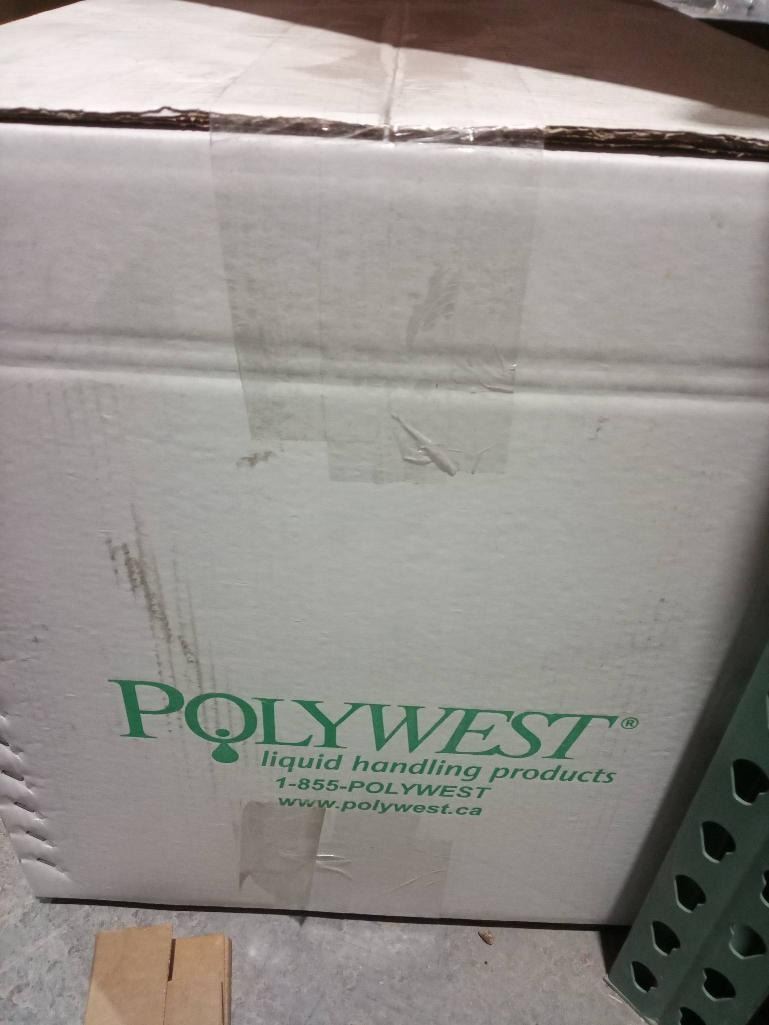 POLYWEST®
liquid handling products
1-855-POLYWEST
www.polywest.ca